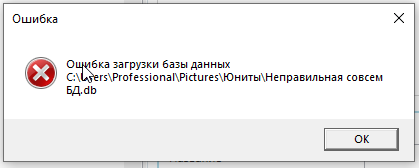 Ошибка
Ошибка загрузки базы данных
C:\Users\Professional\Pictures\Юниты\Неправильная совсем
БД.db
OK